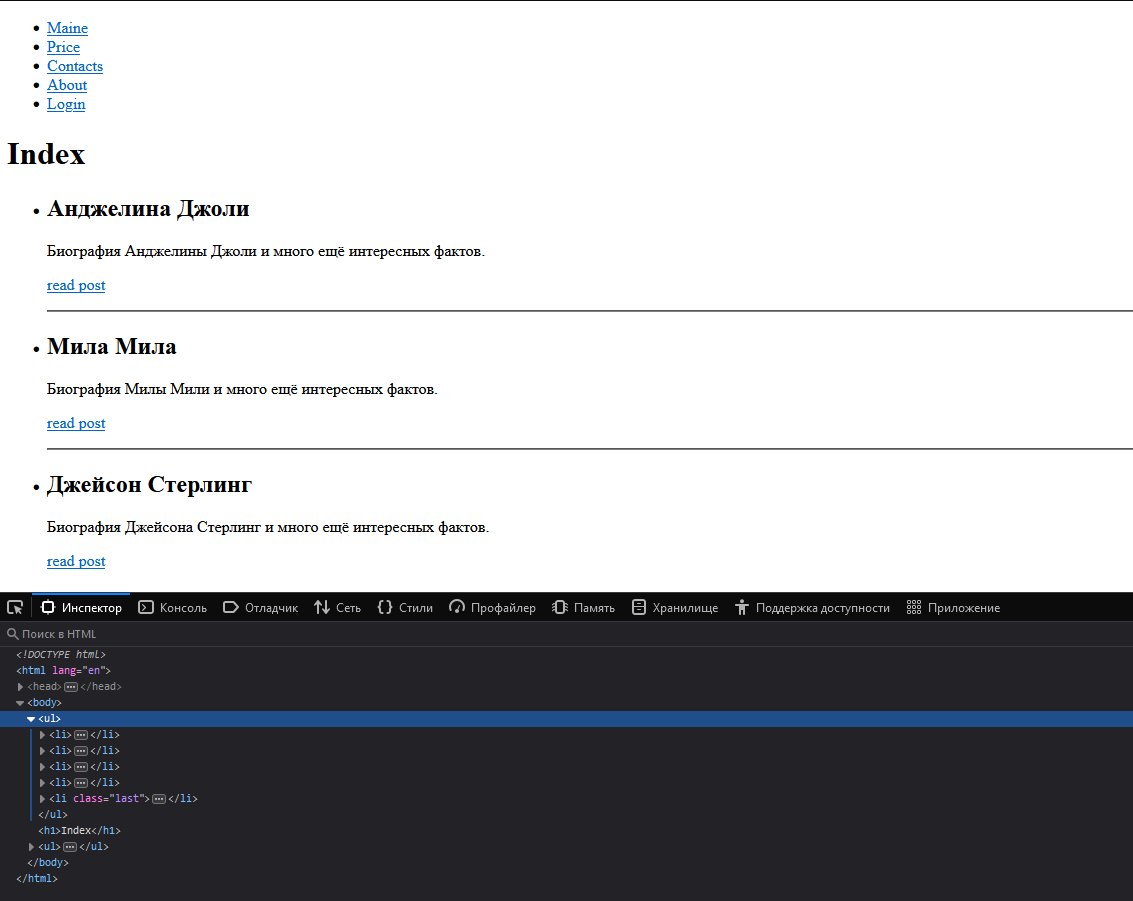 Maine
Price
Contacts
About
Login
Index
Анджелина Джоли
Биография Анджелины Джоли и много ещё интересных фактов.
read post
Мила Мила
Биография Милы Мили и много ещё интересных фактов.
read post
Джейсон Стерлинг
Биография Джейсона Стерлинг и много ещё интересных фактов.
read post
Инспектор Консоль Отладчик Сеть {} Стили Профайлер Память Хранилище Поддержка доступности Приложение
Поиск в HTML
<!DOCTYPE html>
<html lang="en">
<head>···</head>
<body>
<ul>
<li>···</li>
<li>···</li>
<li>···</li>
<li>···</li>
<li class="last">···</li>
</ul>
<h1>Index</h1>
<ul>···</ul>
</body>
</html>